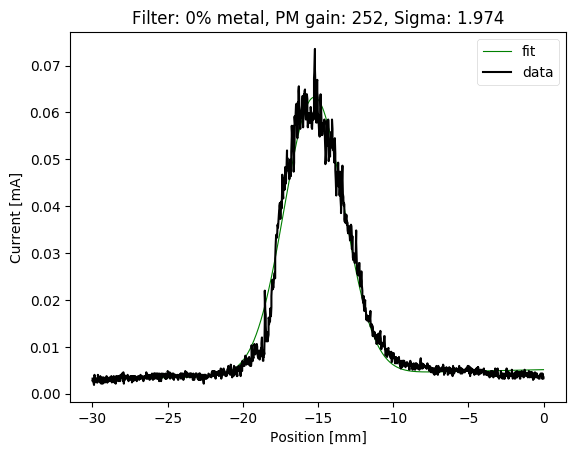 Filter: 0% metal, PM gain: 252, Sigma: 1.974
fit
data
Current [mA]
0.07
0.06
0.05
0.04
0.03
0.02
0.01
0.00
−30 −25 −20 −15 −10 −5 0
Position [mm]